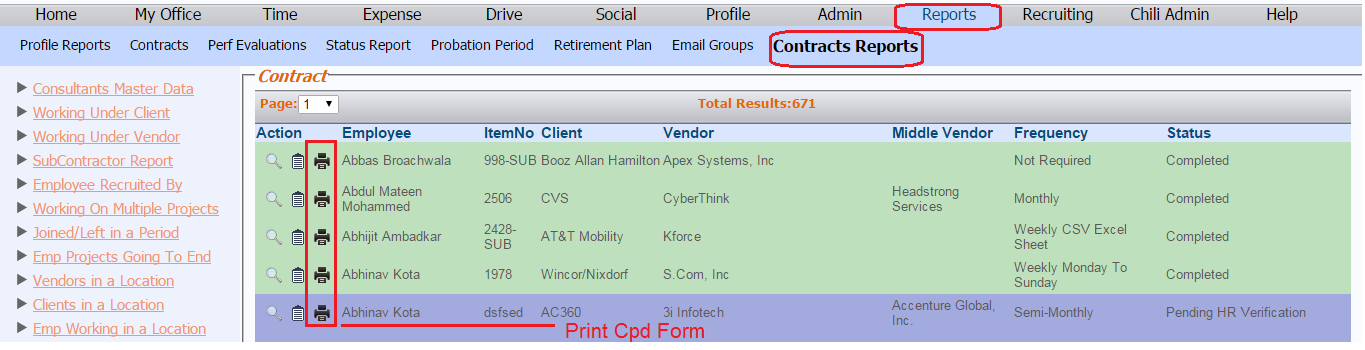 Home My Office Time Expense Drive Social Profile Admin Reports Recruiting Chili Admin Help
Profile Reports Contracts Perf Evaluations Status Report Probation Period Retirement Plan Email Groups Contracts Reports
Consultants Master Data
Working Under Client
Working Under Vendor
SubContractor Report
Employee Recruited By
Working On Multiple Projects
Joined/Left in a Period
Emp Projects Going To End
Vendors in a Location
Clients in a Location
Emp Working in a Location
Contract
Page: 1 Total Results:671
Action Employee ItemNo Client Vendor Middle Vendor Frequency Status
Abbas Broachwala 998-SUB Booz Allan Hamilton Apex Systems, Inc Not Required Completed
Abdul Mateen Mohammed 2506 CVS CyberThink Headstrong Services Monthly Completed
Abhijit Ambadkar 2428-SUB AT&T Mobility Kforce Weekly CSV Excel Sheet Completed
Abhinav Kota 1978 Wincor/Nixdorf S.Com, Inc Weekly Monday To Sunday Completed
Abhinav Kota dsfsed AC360 3i Infotech Accenture Global, Inc. Semi-Monthly Pending HR Verification
Print Cpd Form